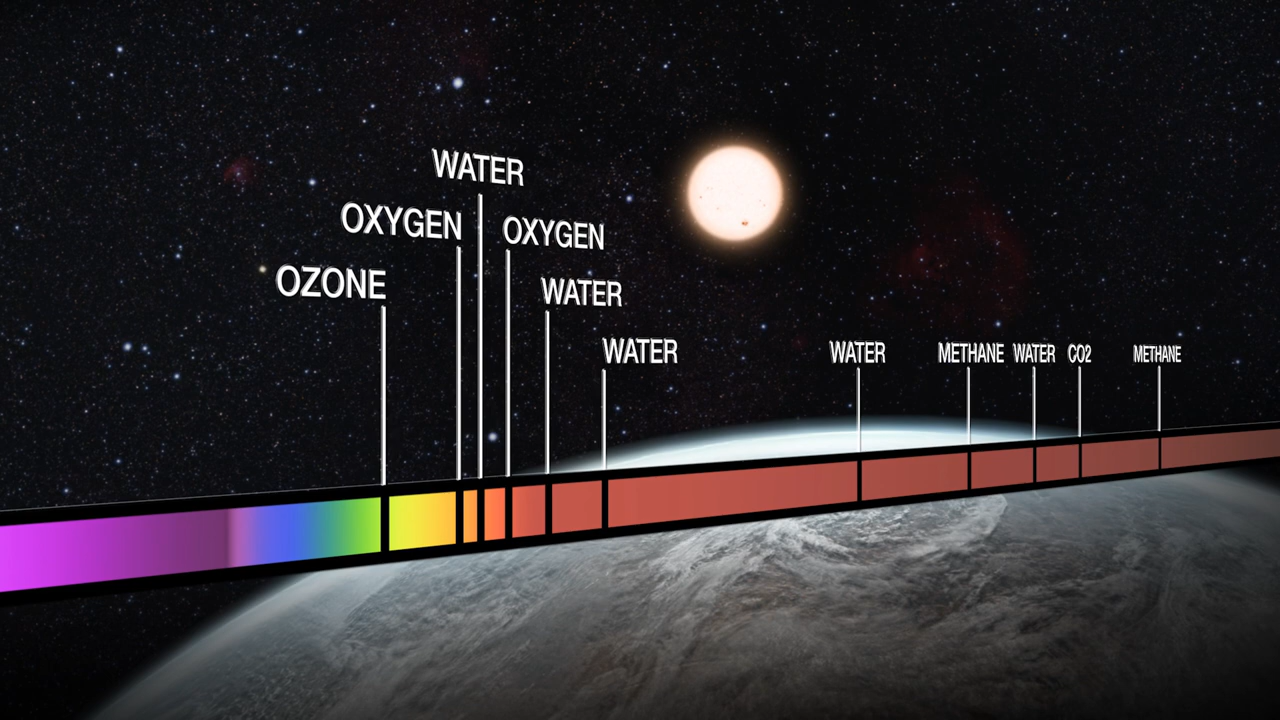 WATER
OXYGEN
OXYGEN
OZONE
WATER
WATER
WATER
METHANE
WATER
CO2
METHANE